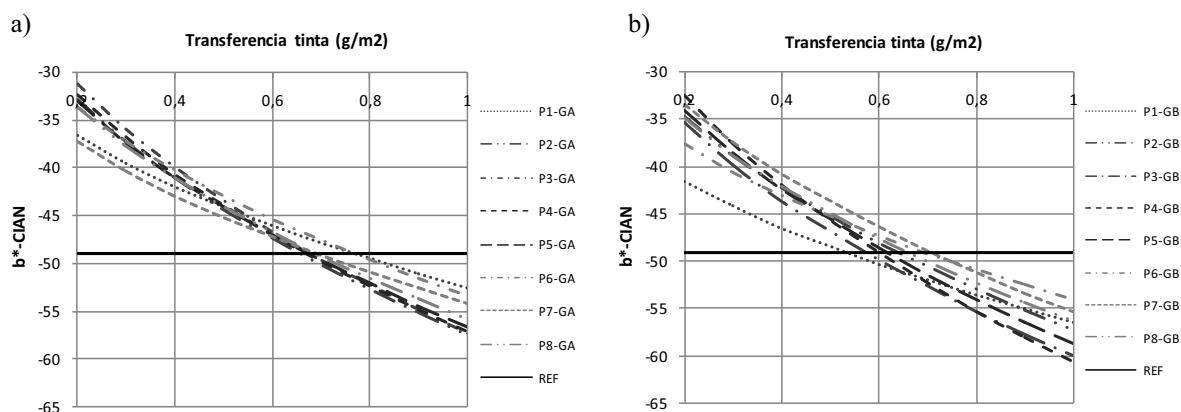 a)
Transferencia tinta (g/m2)
-30
0,2 0,4 0,6 0,8 1
-35
-40
-45
-50
-55
-60
-65
b*-CIAN
P1-GA
P2-GA
P3-GA
P4-GA
P5-GA
P6-GA
P7-GA
P8-GA
REF
b)
Transferencia tinta (g/m2)
-30
0,2 0,4 0,6 0,8 1
-35
-40
-45
-50
-55
-60
-65
b*-CIAN
P1-GB
P2-GB
P3-GB
P4-GB
P5-GB
P6-GB
P7-GB
P8-GB
REF